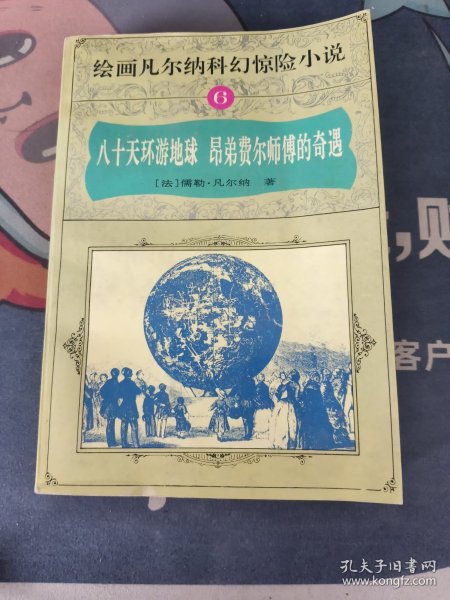 绘画凡尔纳科幻惊险小说
6
八十天环游地球 昂弟费尔师傅的奇遇
[法]儒勒·凡尔纳 著
,则
客户
孔夫子旧书网
www.kongfz.com